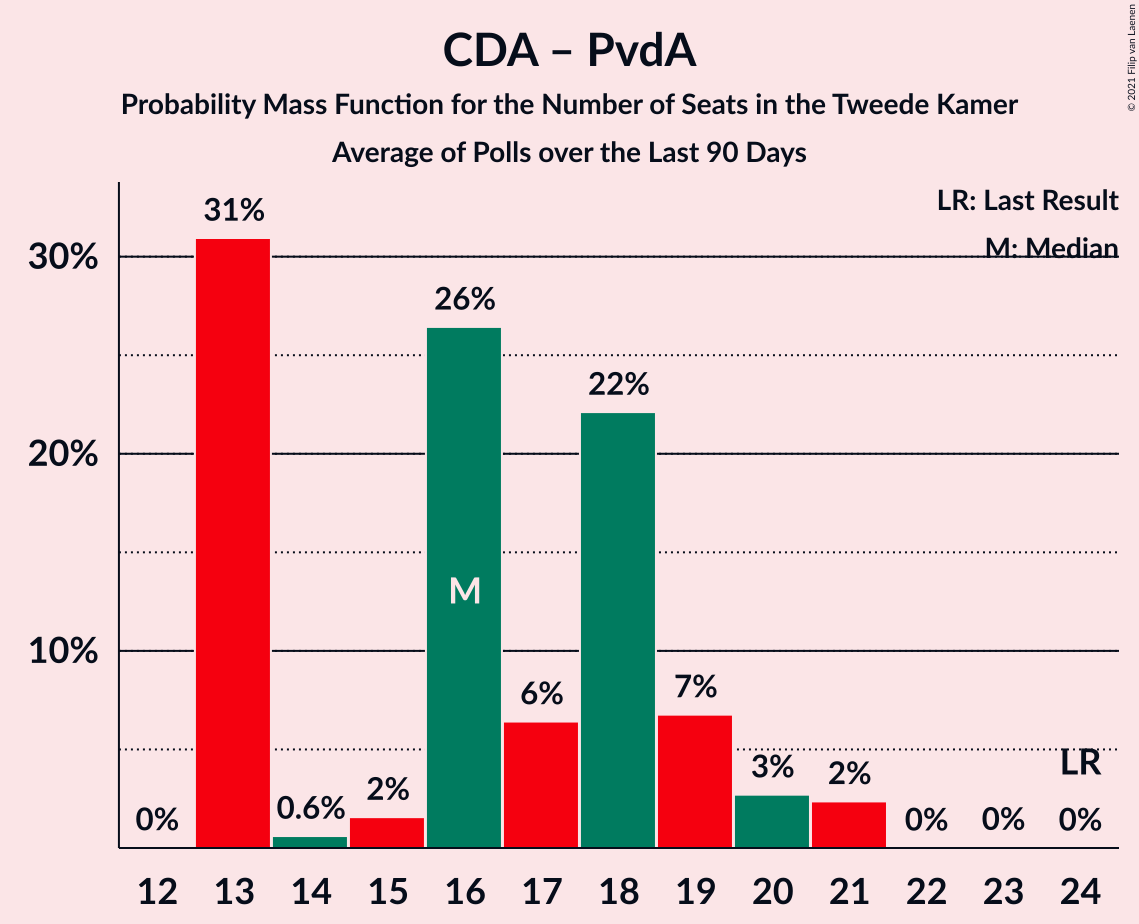 CDA – PvdA
Probability Mass Function for the Number of Seats in the Tweede Kamer
Average of Polls over the Last 90 Days
© 2021 Filip van Laenen
LR: Last Result
M: Median
30%
20%
10%
0%
31%
0.6%
2%
26%
M
6%
22%
7%
3%
2%
0%
0%
LR
0%
12 13 14 15 16 17 18 19 20 21 22 23 24